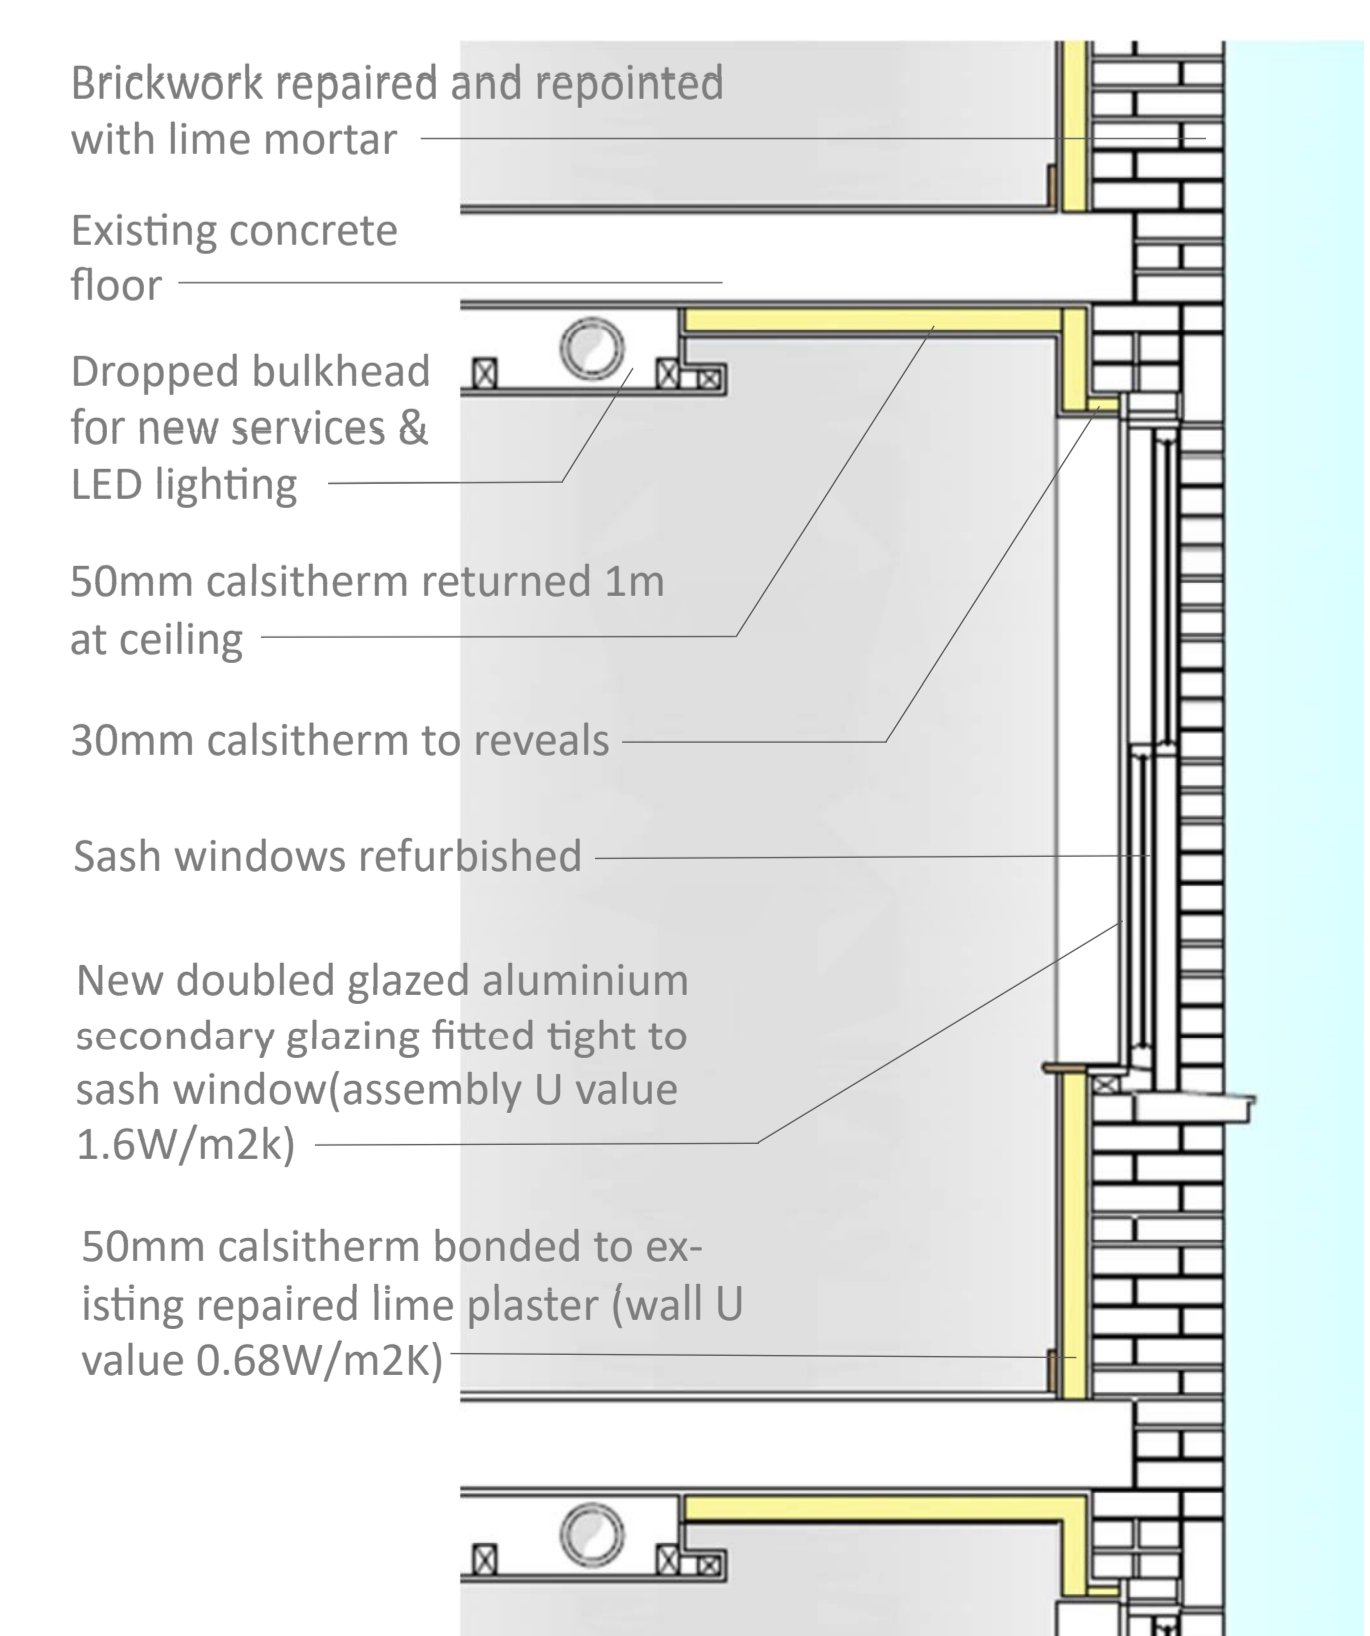 Brickwork repaired and repointed
with lime mortar
Existing concrete
floor
Dropped bulkhead
for new services &
LED lighting
50mm calsitherm returned 1m
at ceiling
30mm calsitherm to reveals
Sash windows refurbished
New doubled glazed aluminium
secondary glazing fitted tight to
sash window(assembly U value
1.6W/m2k)
50mm calsitherm bonded to ex-
isting repaired lime plaster (wall U
value 0.68W/m2K)